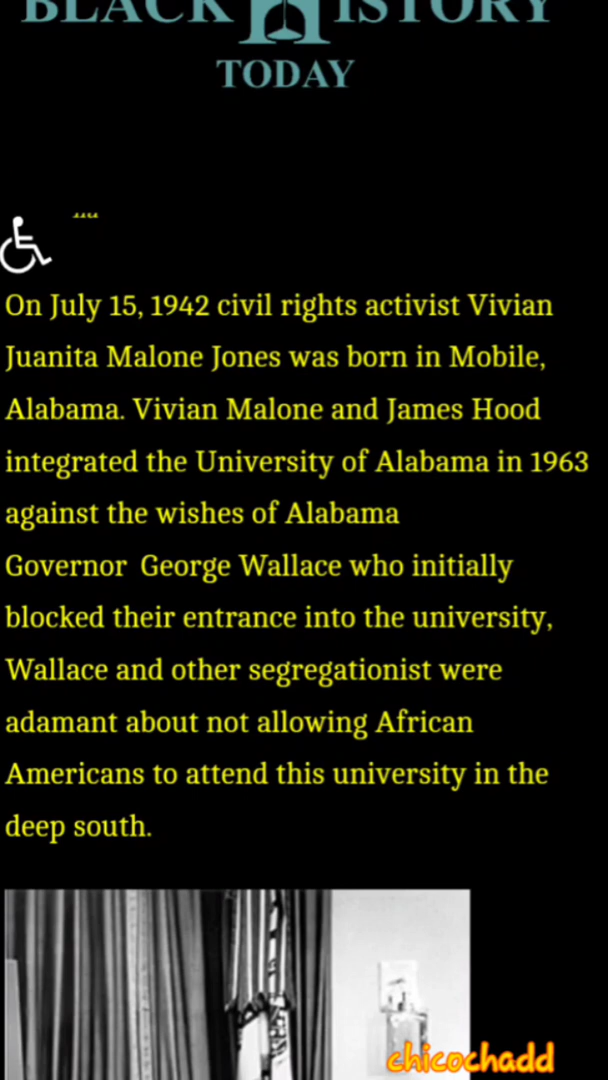 BLACK HISTORY
TODAY
On July 15, 1942 civil rights activist Vivian
Juanita Malone Jones was born in Mobile,
Alabama. Vivian Malone and James Hood
integrated the University of Alabama in 1963
against the wishes of Alabama
Governor George Wallace who initially
blocked their entrance into the university,
Wallace and other segregationist were
adamant about not allowing African
Americans to attend this university in the
deep south.
chicochadd